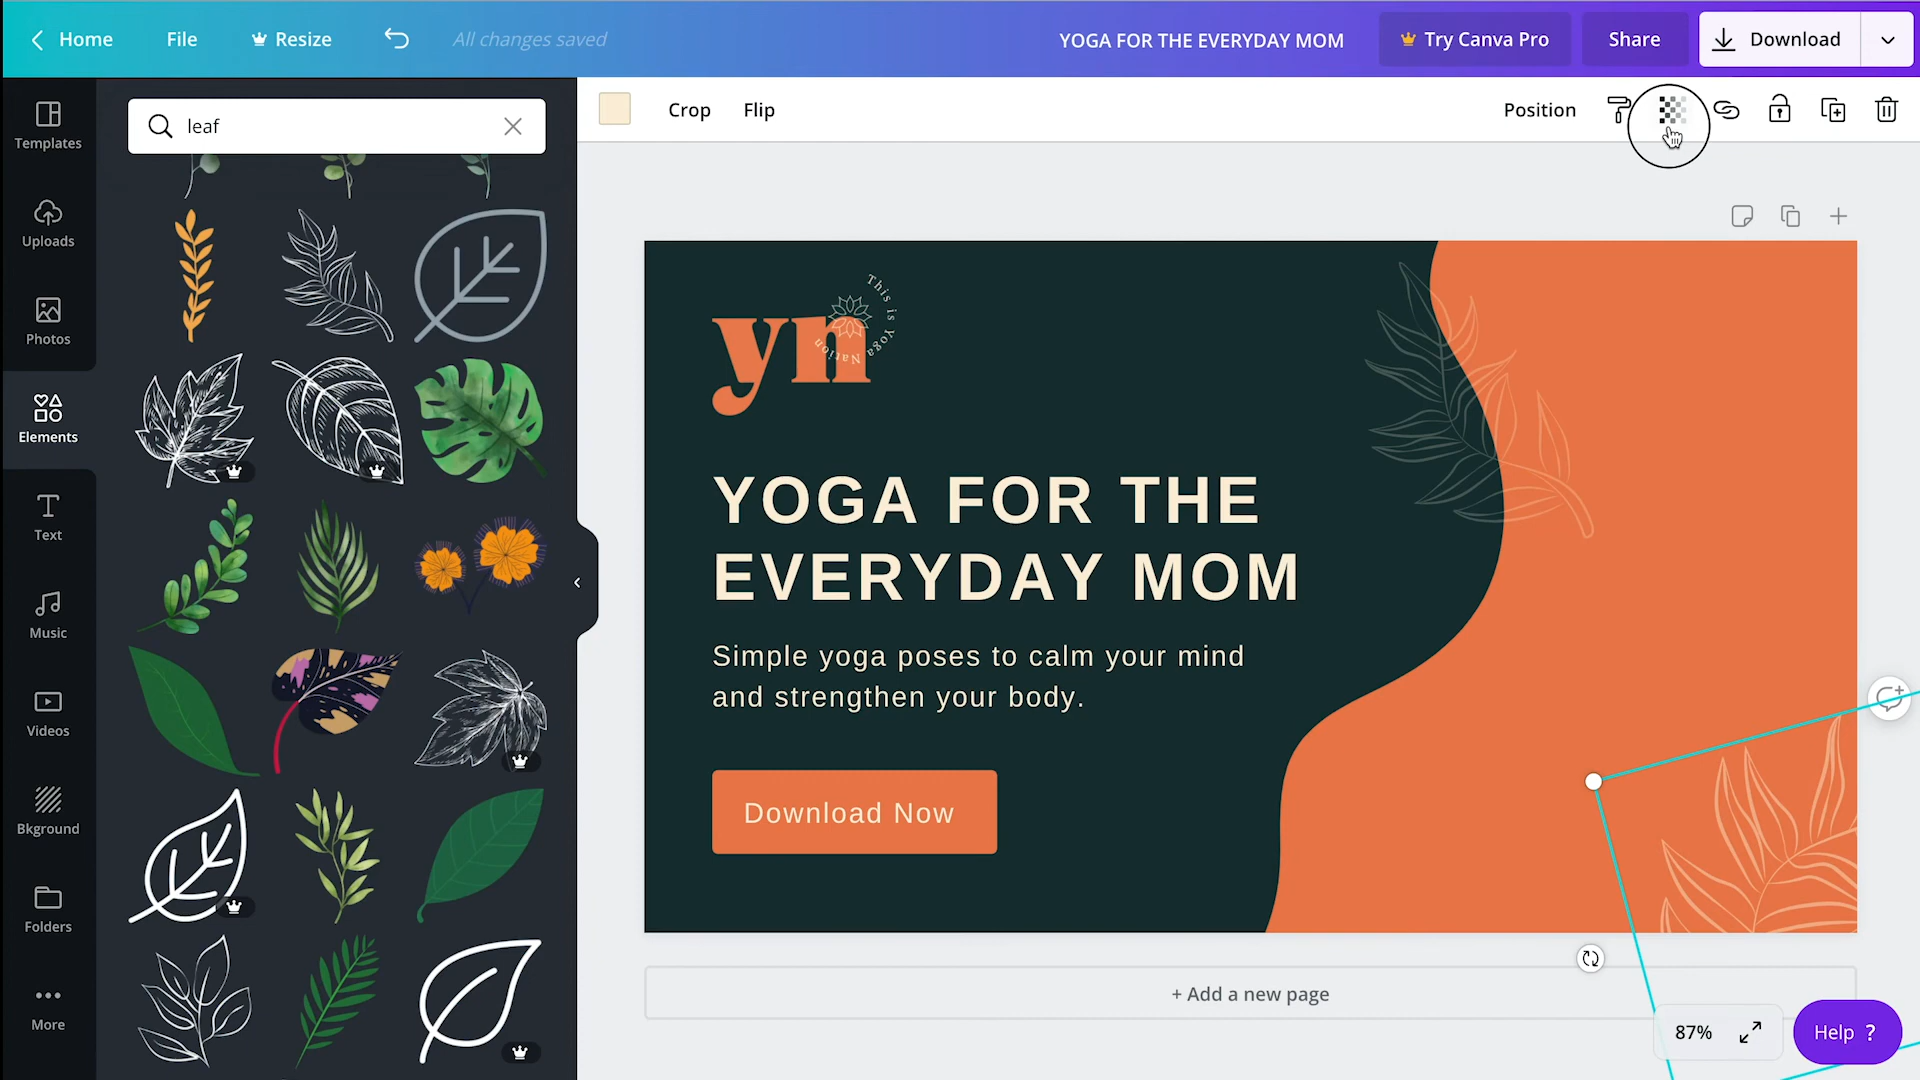 Home
File
Resize
All changes saved
YOGA FOR THE EVERYDAY MOM
Try Canva Pro
Share
Download
Templates
Uploads
Photos
Elements
Text
Music
Videos
Bkground
Folders
More
leaf
Crop
Flip
Position
yn
This is Yoga Nation
YOGA FOR THE
EVERYDAY MOM
Simple yoga poses to calm your mind
and strengthen your body.
Download Now
+ Add a new page
87%
Help ?